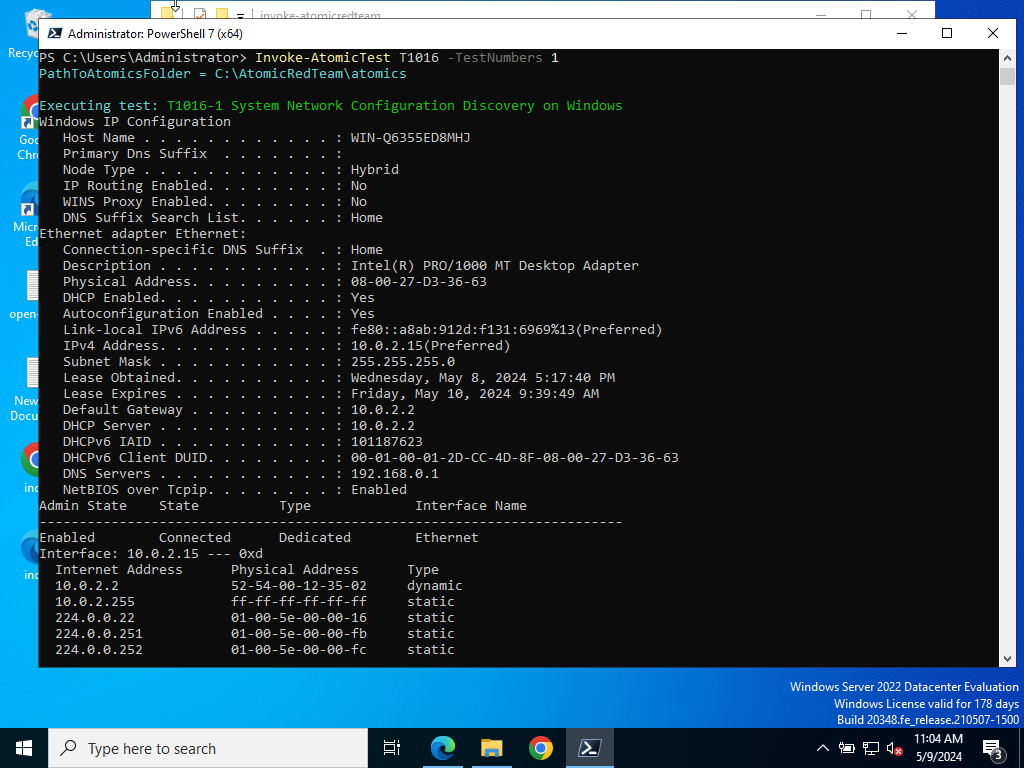 invoke-atomicredteam
Administrator: PowerShell 7 (x64)
PS C:\Users\Administrator> Invoke-AtomicTest T1016 -TestNumbers 1
PathToAtomicsFolder = C:\AtomicRedTeam\atomics
Executing test: T1016-1 System Network Configuration Discovery on Windows
Windows IP Configuration
Host Name . . . . . . . . . . . . : WIN-Q6355ED8MHJ
Primary Dns Suffix . . . . . . . :
Node Type . . . . . . . . . . . . : Hybrid
IP Routing Enabled. . . . . . . . : No
WINS Proxy Enabled. . . . . . . . : No
DNS Suffix Search List. . . . . . : Home
Ethernet adapter Ethernet:
Connection-specific DNS Suffix . : Home
Description . . . . . . . . . . . : Intel(R) PRO/1000 MT Desktop Adapter
Physical Address. . . . . . . . . : 08-00-27-D3-36-63
DHCP Enabled. . . . . . . . . . . : Yes
Autoconfiguration Enabled . . . . : Yes
Link-local IPv6 Address . . . . . : fe80::a8ab:912d:f131:6969%13(Preferred)
IPv4 Address. . . . . . . . . . . : 10.0.2.15(Preferred)
Subnet Mask . . . . . . . . . . . : 255.255.255.0
Lease Obtained. . . . . . . . . . : Wednesday, May 8, 2024 5:17:40 PM
Lease Expires . . . . . . . . . . : Friday, May 10, 2024 9:39:49 AM
Default Gateway . . . . . . . . . : 10.0.2.2
DHCP Server . . . . . . . . . . . : 10.0.2.2
DHCPv6 IAID . . . . . . . . . . . : 101187623
DHCPv6 Client DUID. . . . . . . . : 00-01-00-01-2D-CC-4D-8F-08-00-27-D3-36-63
DNS Servers . . . . . . . . . . . : 192.168.0.1
NetBIOS over Tcpip. . . . . . . . : Enabled
Admin State    State          Type             Interface Name
-------------------------------------------------------------------------
Enabled        Connected      Dedicated        Ethernet
Interface: 10.0.2.15 --- 0xd
Internet Address      Physical Address      Type
10.0.2.2              52-54-00-12-35-02     dynamic
10.0.2.255            ff-ff-ff-ff-ff-ff     static
224.0.0.22            01-00-5e-00-00-16     static
224.0.0.251           01-00-5e-00-00-fb     static
224.0.0.252           01-00-5e-00-00-fc     static
Recyc
Goo
Chr
Micr
Ed
open-
New
Docu
ind
ind
Windows Server 2022 Datacenter Evaluation
Windows License valid for 178 days
Build 20348.fe_release.210507-1500
Type here to search
11:04 AM
5/9/2024
3